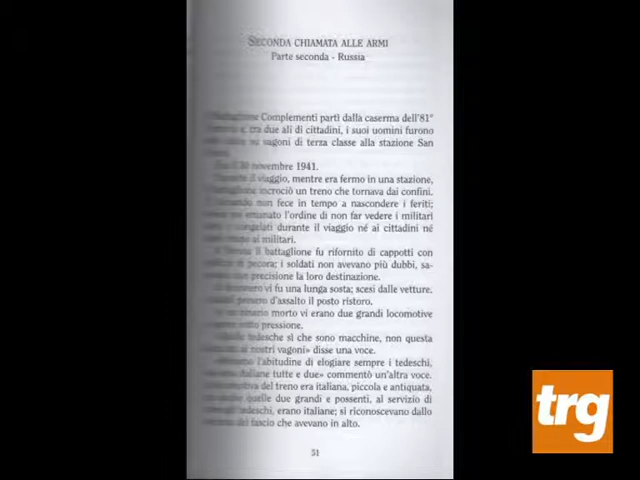 SECONDA CHIAMATA ALLE ARMI
Parte seconda - Russia
Complementi partì dalla caserma dell'81°
tra due ali di cittadini, i suoi uomini furono
su vagoni di terza classe alla stazione San
novembre 1941.
il viaggio, mentre era fermo in una stazione,
incrociò un treno che tornava dai confini.
non fece in tempo a nascondere i feriti;
emanato l'ordine di non far vedere i militari
congelati durante il viaggio né ai cittadini né
ai militari.
il battaglione fu rifornito di cappotti con
di pecora; i soldati non avevano più dubbi, sa-
precisione la loro destinazione.
vi fu una lunga sosta; scesi dalle vetture,
presero d'assalto il posto ristoro.
binario morto vi erano due grandi locomotive
pressione.
tedesche sì che sono macchine, non questa
ai nostri vagoni» disse una voce.
l'abitudine di elogiare sempre i tedeschi,
italiane tutte e due» commentò un'altra voce.
del treno era italiana, piccola e antiquata,
anche quelle due grandi e possenti, al servizio di
tedeschi, erano italiane; si riconoscevano dallo
del fascio che avevano in alto.
51
trg